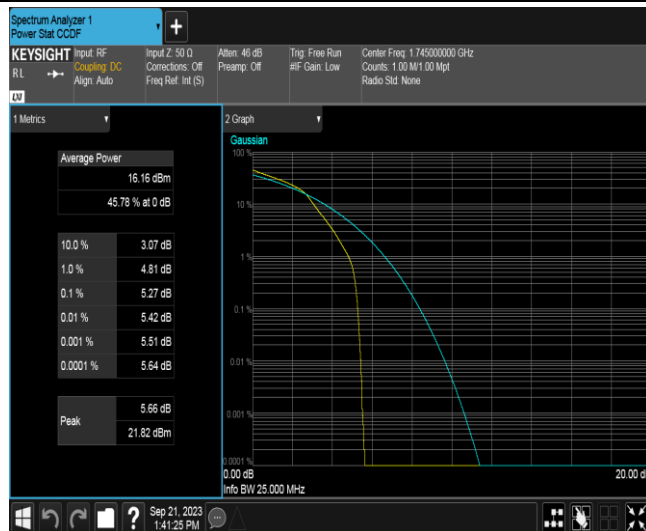 Spectrum Analyzer 1
Power Stat CCDF
KEYSIGHT
RL
Input: RF
Coupling: DC
Align: Auto
Input Z: 50 Ω
Corrections: Off
Freq Ref: Int (S)
Atten: 46 dB
Preamp: Off
Trig: Free Run
#IF Gain: Low
Center Freq: 1.745000000 GHz
Counts: 1.00 M/1.00 Mpt
Radio Std: None
1 Metrics
Average Power
16.16 dBm
45.78 % at 0 dB
10.0 % 3.07 dB
1.0 % 4.81 dB
0.1 % 5.27 dB
0.01 % 5.42 dB
0.001 % 5.51 dB
0.0001 % 5.64 dB
Peak
5.66 dB
21.82 dBm
2 Graph
Gaussian
100 %
10 %
1 %
0.1 %
0.01 %
0.001 %
0.0001 %
0.00 dB
20.00 d
Info BW 25.000 MHz
Sep 21, 2023
1:41:25 PM